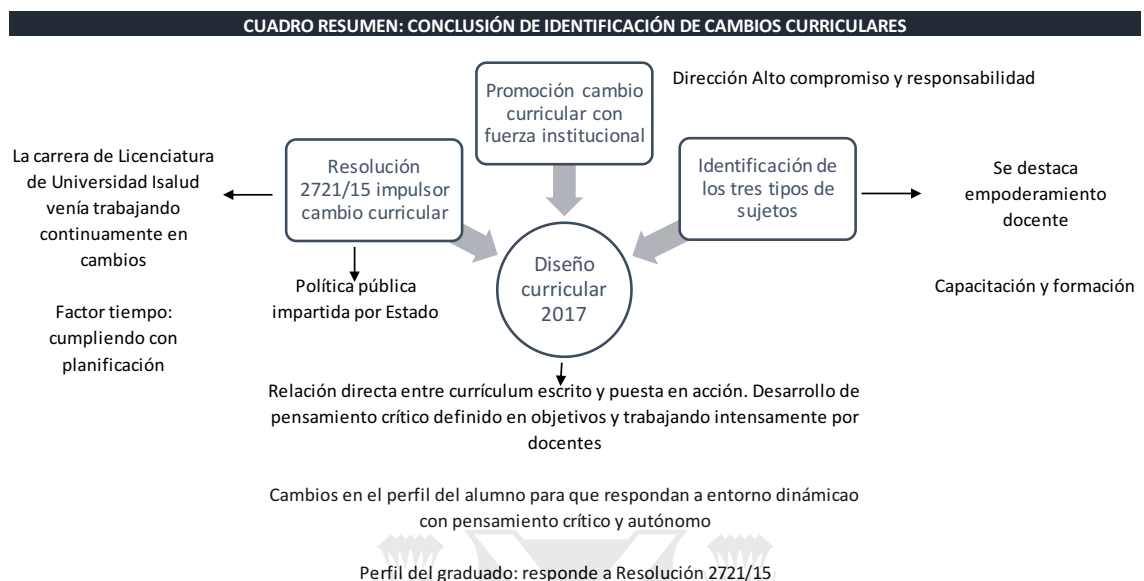 CUADRO RESUMEN: CONCLUSIÓN DE IDENTIFICACIÓN DE CAMBIOS CURRICULARES
Promoción cambio
curricular con
fuerza institucional
Dirección Alto compromiso y responsabilidad
La carrera de Licenciatura
de Universidad Isalud
venía trabajando
continuamente en
cambios
Factor tiempo:
cumpliendo con
planificación
Resolución
2721/15 impulsor
cambio curricular
Política pública
impartida por Estado
Identificación de
los tres tipos de
sujetos
Se destaca
empoderamiento
docente
Capacitación y formación
Diseño
curricular
2017
Relación directa entre currículum escrito y puesta en acción. Desarrollo de
pensamiento crítico definido en objetivos y trabajando intensamente por
docentes
Cambios en el perfil del alumno para que respondan a entorno dinámicao
con pensamiento crítico y autónomo
Perfil del graduado: responde a Resolución 2721/15